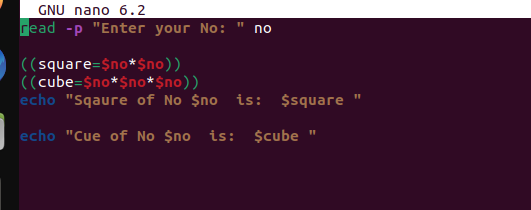 GNU nano 6.2
read -p "Enter your No: " no
((square=$no*$no))
((cube=$no*$no*$no))
echo "Sqaure of No $no  is:  $square "
echo "Cue of No $no  is:  $cube "